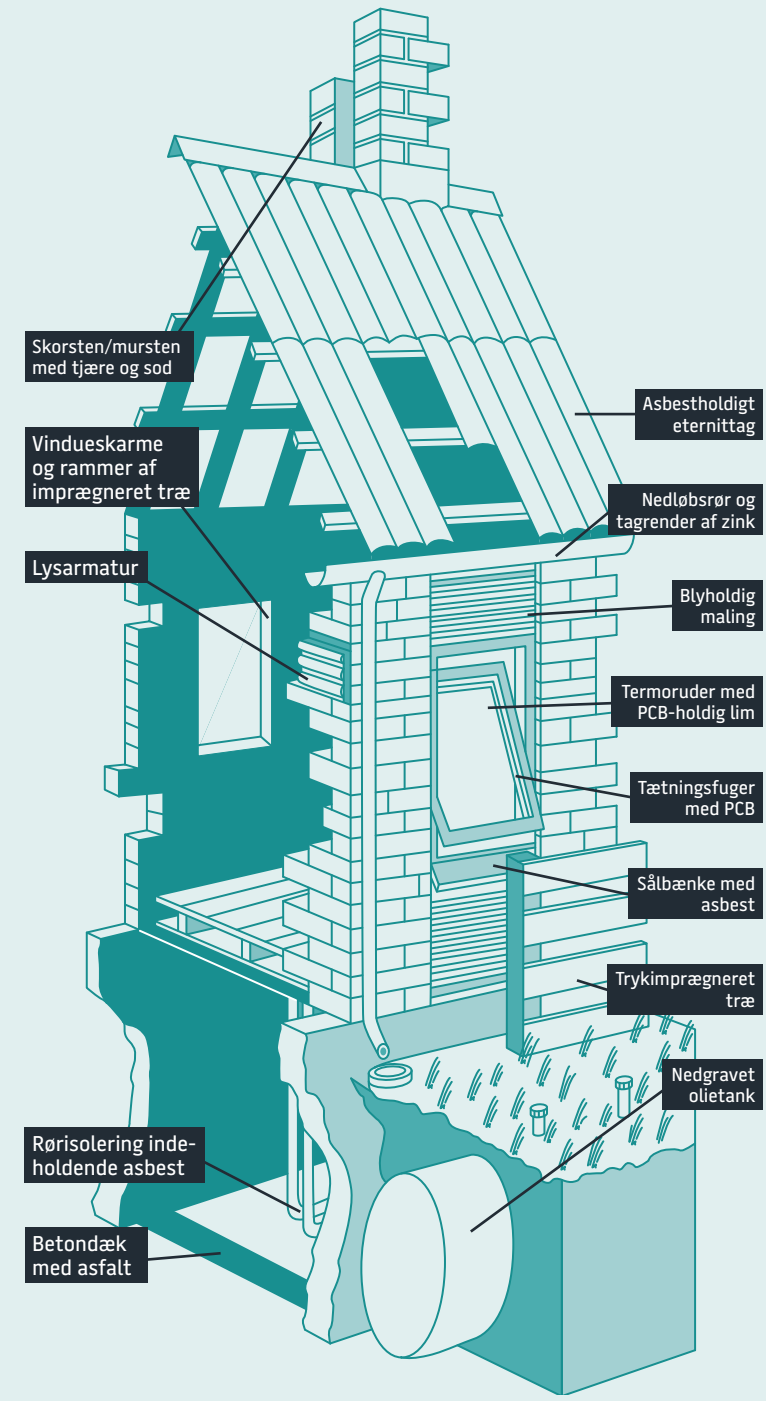 Skorsten/mursten
med tjære og sod
Vindueskarme
og rammer af
imprægneret træ
Lysarmatur
Rørisolering inde-
holdende asbest
Betondæk
med asfalt
Asbestholdigt
eternittag
Nedløbsrør og
tagrender af zink
Blyholdig
maling
Termoruder med
PCB-holdig lim
Tætningsfuger
med PCB
Sålbænke med
asbest
Trykimprægneret
træ
Nedgravet
olietank